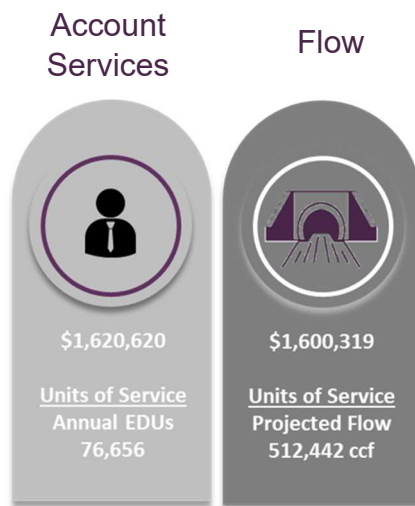 Account
Services
Flow
$1,620,620
Units of Service
Annual EDUs
76,656
$1,600,319
Units of Service
Projected Flow
512,442 ccf